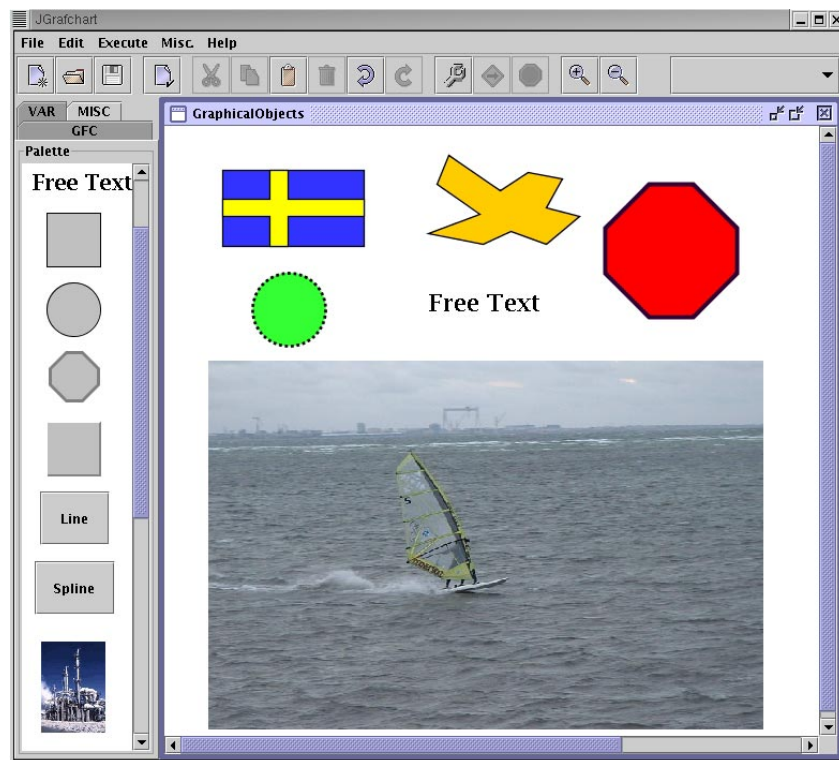 JGrafchart
File Edit Execute Misc. Help
VAR MISC
GFC
Palette
Free Text
Line
Spline
GraphicalObjects
Free Text